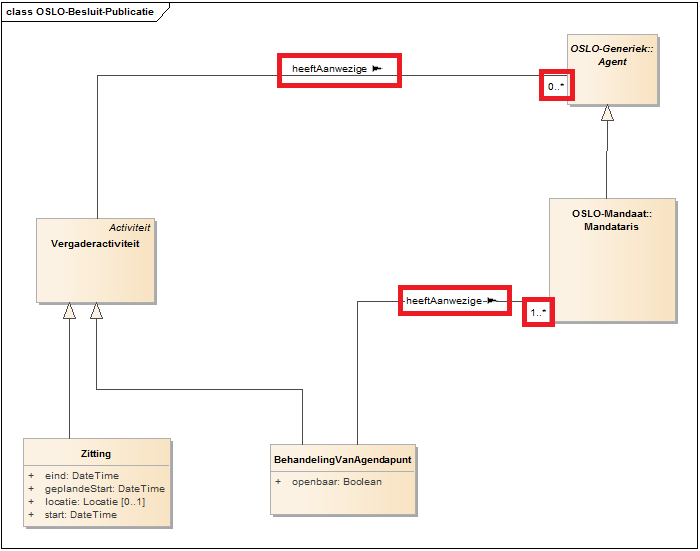 class OSLO-Besluit-Publicatie
OSLO-Generiek::
Agent
heeftAanwezige
0..*
OSLO-Mandaat::
Mandataris
Activiteit
Vergaderactiviteit
heeftAanwezige
1..*
Zitting
+ eind: DateTime
+ geplandeStart: DateTime
+ locatie: Locatie [0..1]
+ start: DateTime
BehandelingVanAgendapunt
+ openbaar: Boolean